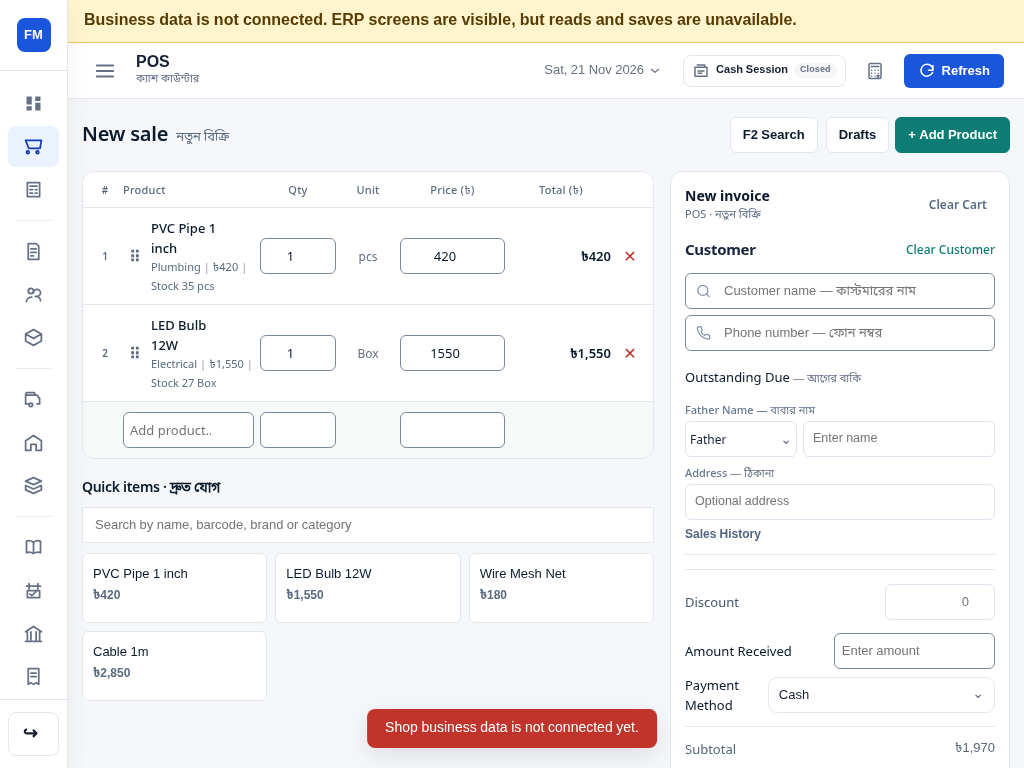 Business data is not connected. ERP screens are visible, but reads and saves are unavailable.
FM
POS
ক্যাশ কাউন্টার
Sat, 21 Nov 2026
Cash Session Closed
Refresh
New sale নতুন বিক্রি
F2 Search
Drafts
+ Add Product
# Product Qty Unit Price (৳) Total (৳)
1 PVC Pipe 1 inch 1 pcs 420 ৳420 ✕
Plumbing | ৳420 |
Stock 35 pcs
2 LED Bulb 12W 1 Box 1550 ৳1,550 ✕
Electrical | ৳1,550 |
Stock 27 Box
Add product..
Quick items · দ্রুত যোগ
Search by name, barcode, brand or category
PVC Pipe 1 inch
৳420
LED Bulb 12W
৳1,550
Wire Mesh Net
৳180
Cable 1m
৳2,850
Shop business data is not connected yet.
New invoice
POS · নতুন বিক্রি
Clear Cart
Customer
Clear Customer
Customer name — কাস্টমারের নাম
Phone number — ফোন নম্বর
Outstanding Due — আগের বাকি
Father Name — বাবার নাম
Father
Enter name
Address — ঠিকানা
Optional address
Sales History
Discount 0
Amount Received Enter amount
Payment Method Cash
Subtotal ৳1,970